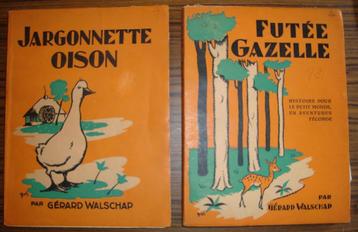 JARGONNETTE
OISON
PAR GÉRARD WALSCHAP
FUTÉE
GAZELLE
HISTOIRE POUR
LE PETIT MONDE,
EN AVENTURES
FÉCONDE
PAR
GÉRARD WALSCHAP